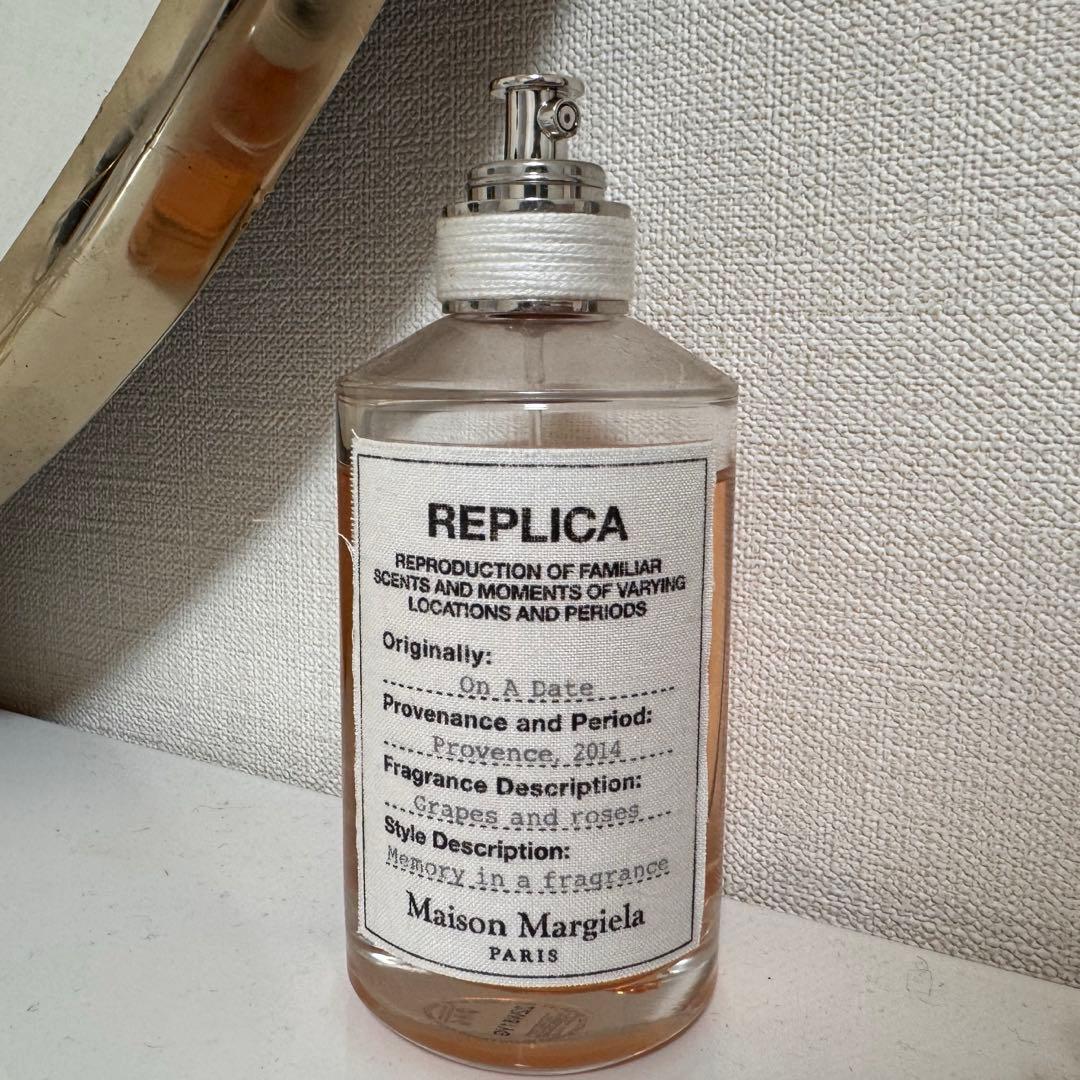 REPLICA
REPRODUCTION OF FAMILIAR
SCENTS AND MOMENTS OF VARYING
LOCATIONS AND PERIODS
Originally:
On A Date
Provenance and Period:
Provence, 2014
Fragrance Description:
Grapes and roses
Style Description:
Memory in a fragrance
Maison Margiela
PARIS